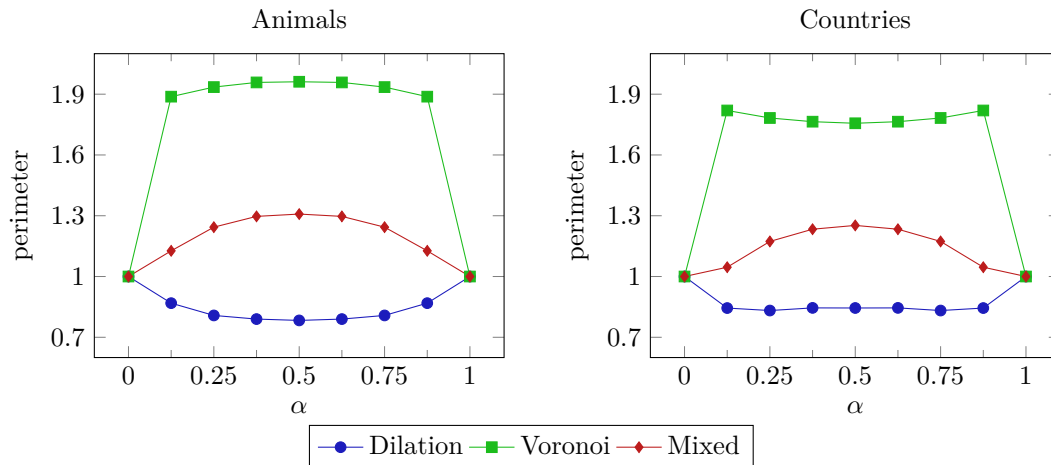 Animals
1.9
1.6
1.3
1
0.7
perimeter
0 0.25 0.5 0.75 1
α
Countries
1.9
1.6
1.3
1
0.7
perimeter
0 0.25 0.5 0.75 1
α
Dilation Voronoi Mixed